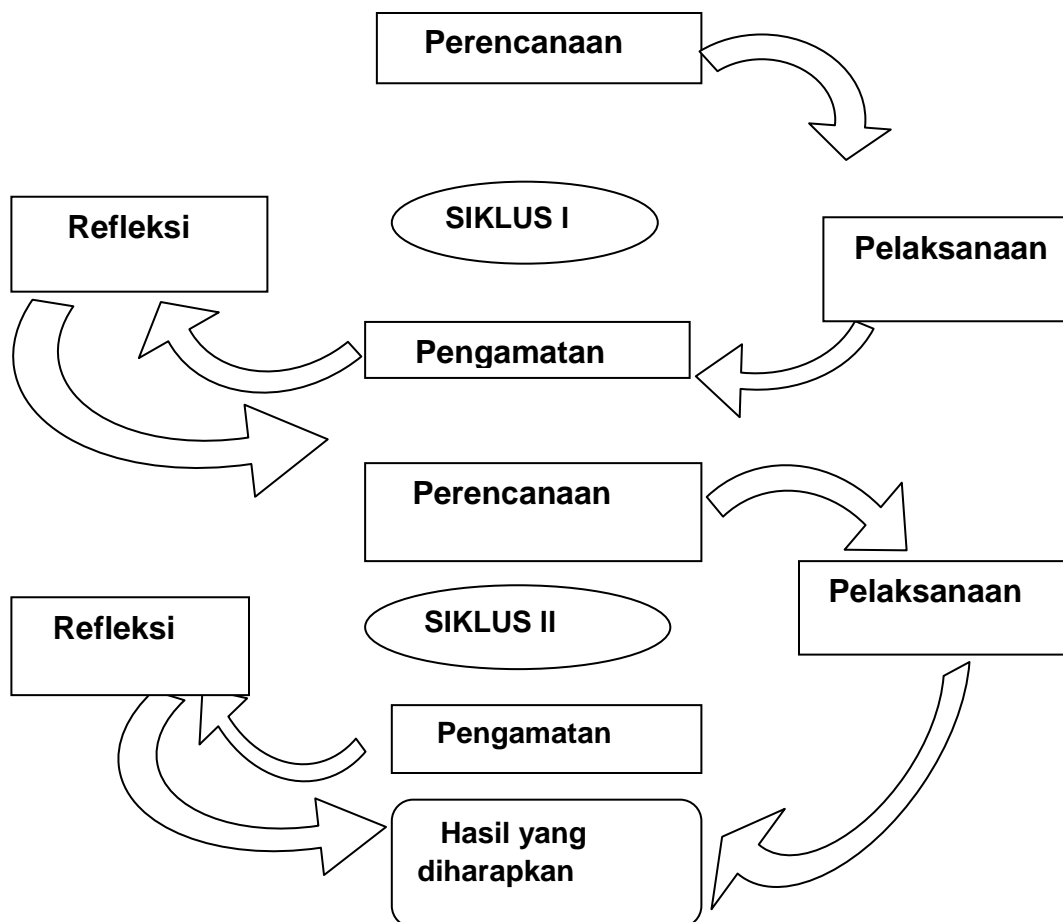 Perencanaan
Refleksi
SIKLUS I
Pelaksanaan
Pengamatan
Perencanaan
Pelaksanaan
Refleksi
SIKLUS II
Pengamatan
Hasil yang
diharapkan